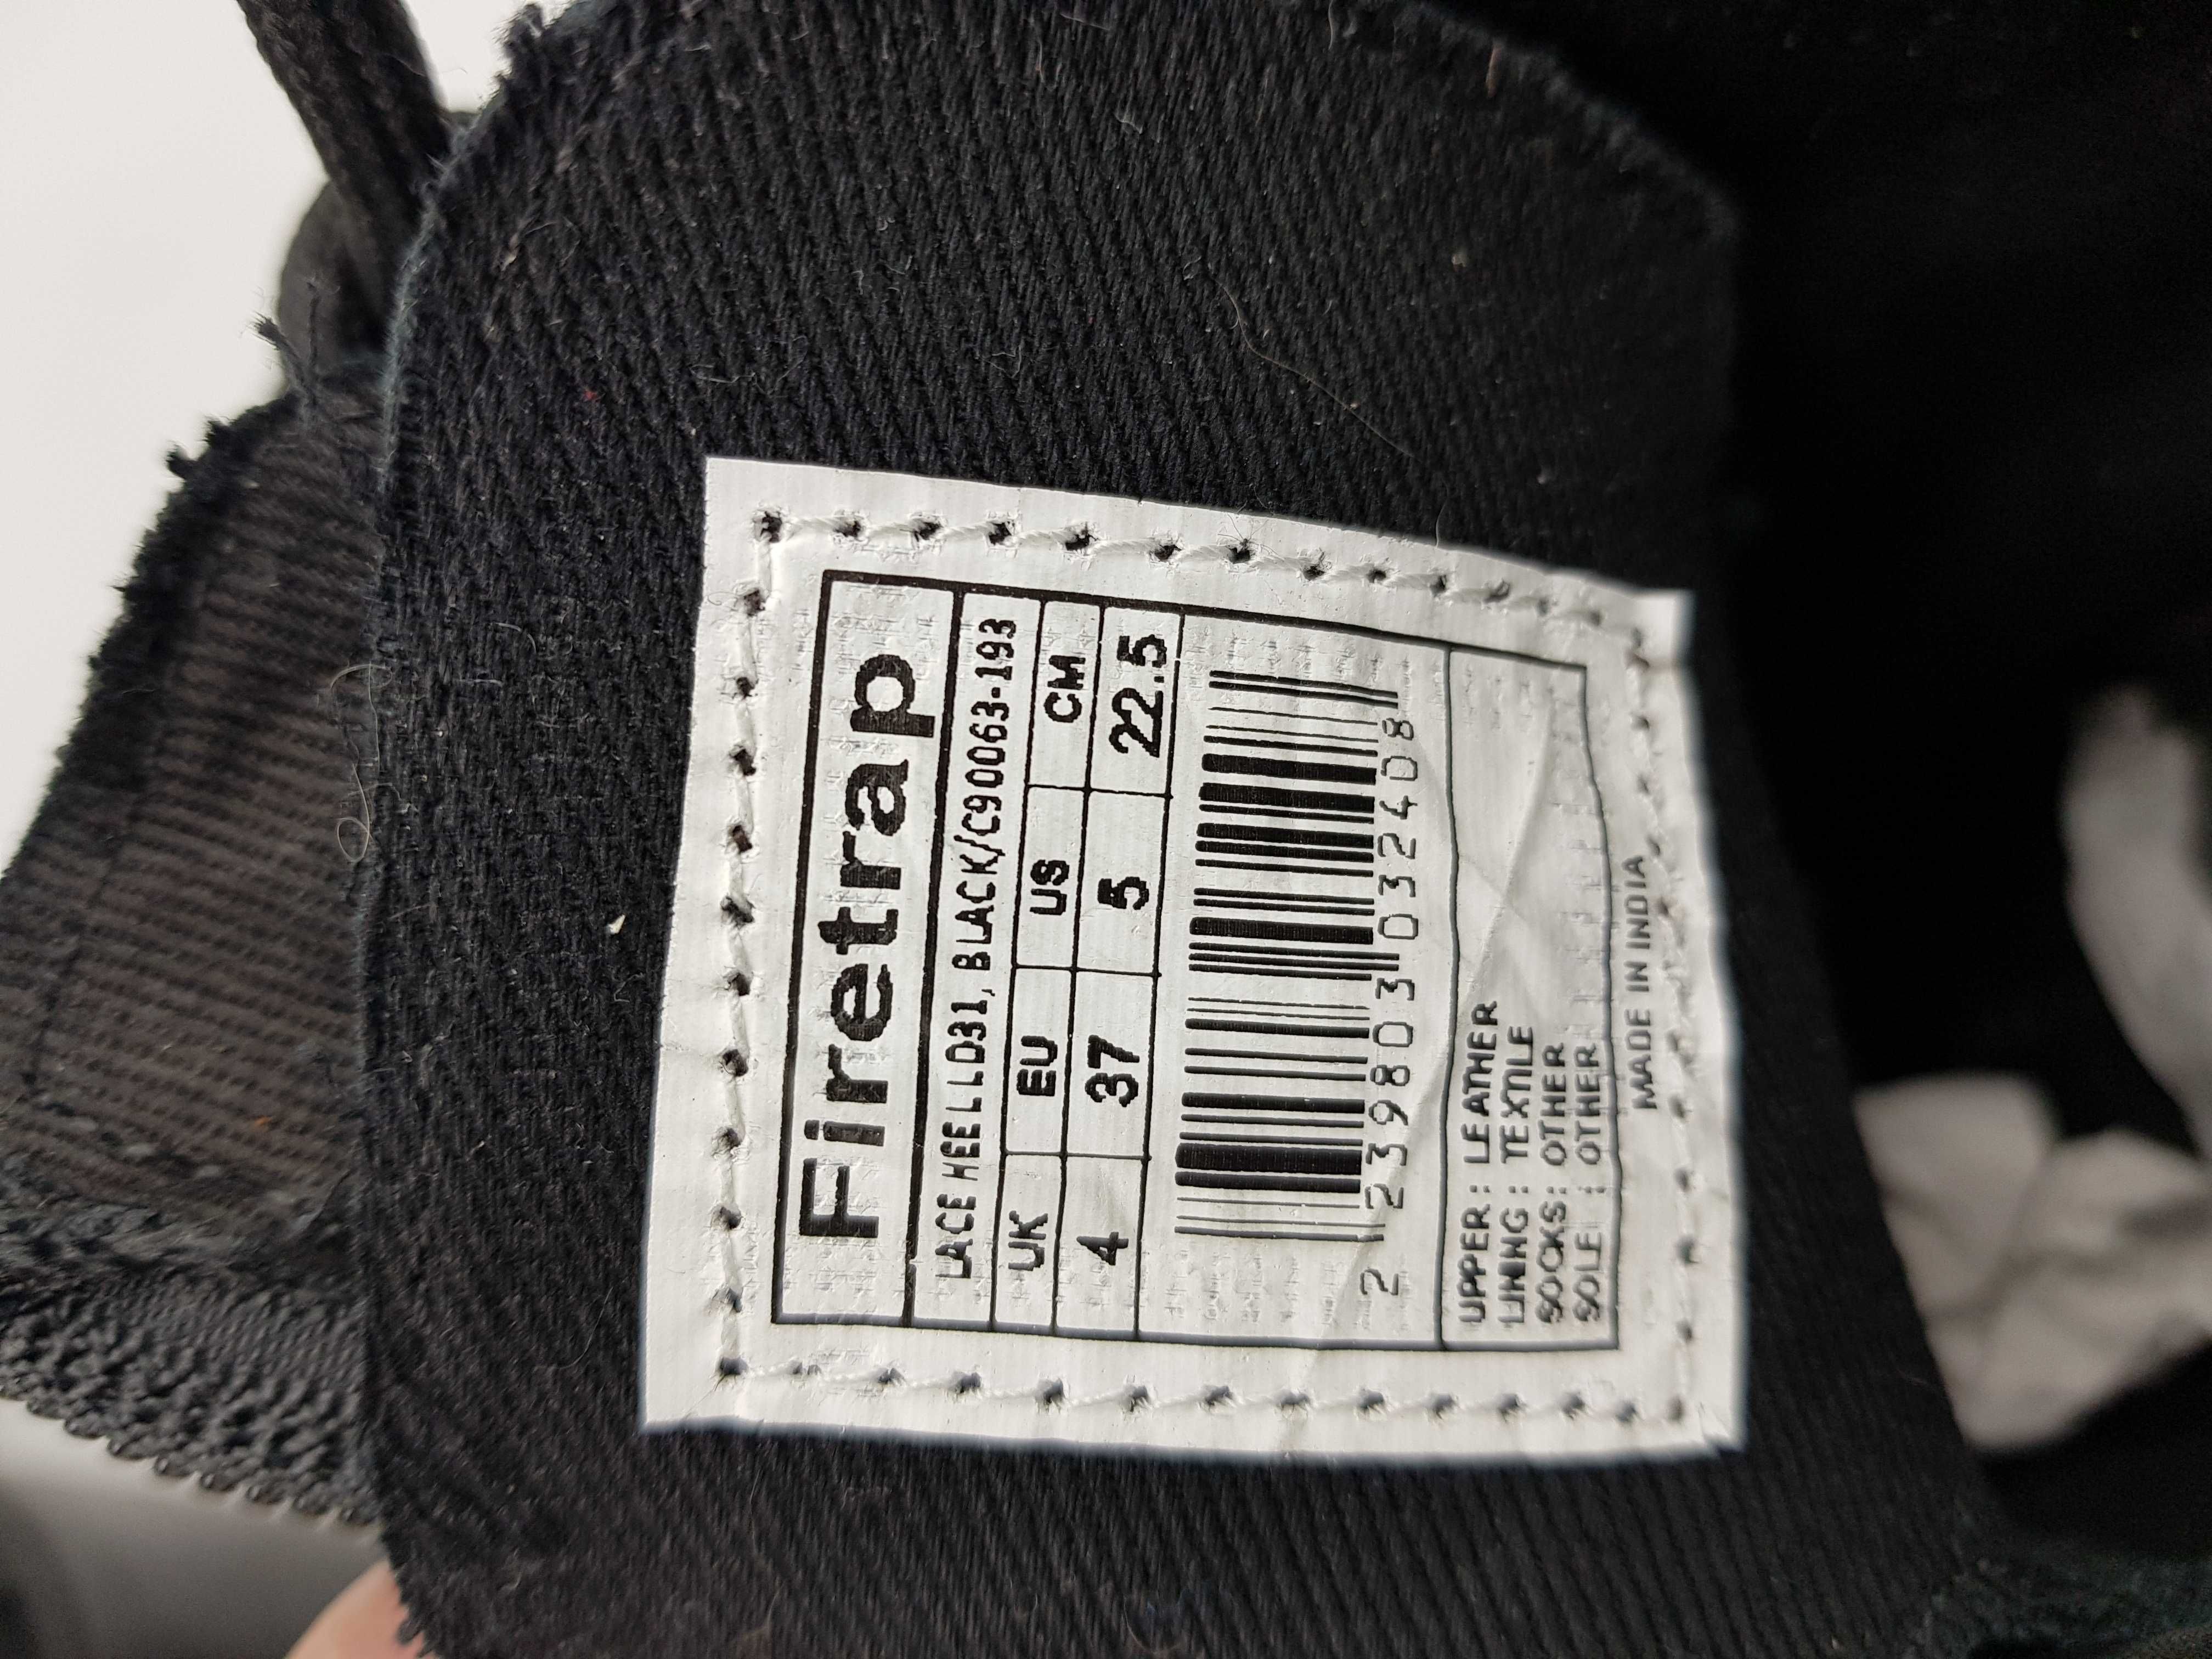 Firetrap
LACE HEEL LD31, BLACK/C90063-193
UK EU US CM
4 37 5 22.5
2 239803 032408
UPPER : LEATHER
LINING : TEXTILE
SOCKS: OTHER
SOLE : OTHER
MADE IN INDIA